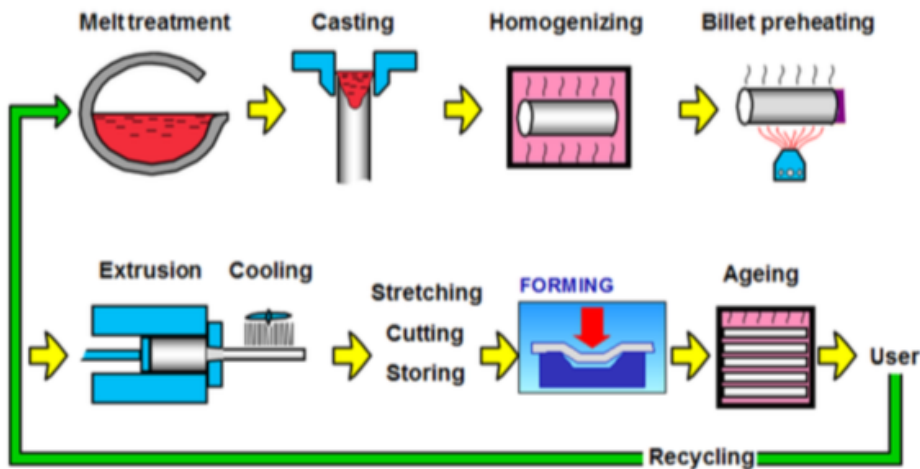 Melt treatment
Casting
Homogenizing
Billet preheating
Extrusion
Cooling
Stretching
Cutting
Storing
FORMING
Ageing
User
Recycling